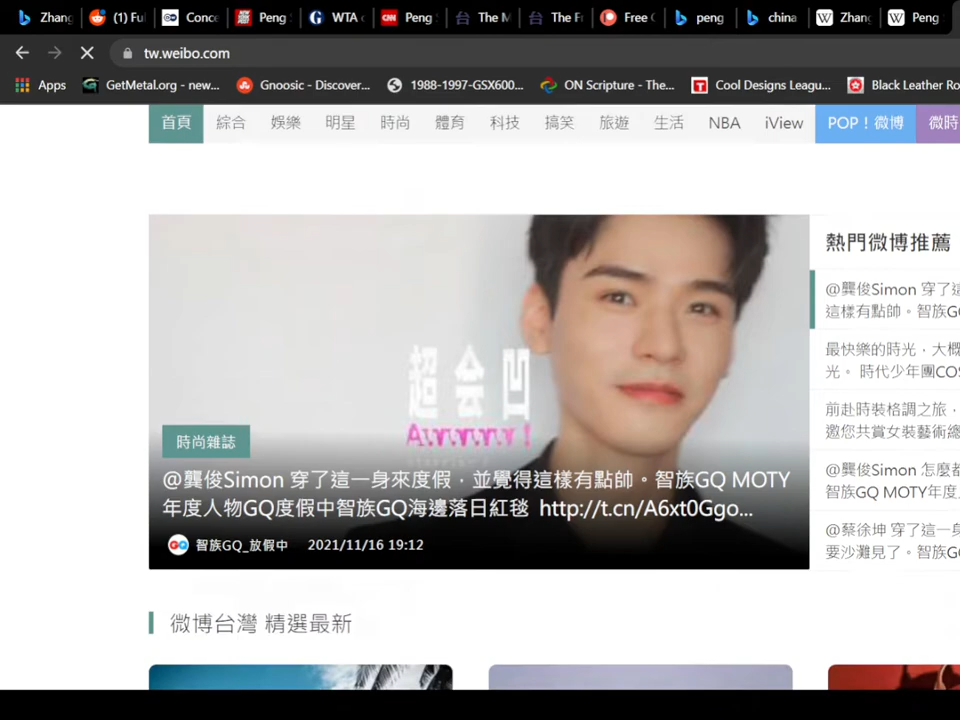 Zhang
(1) Fu
Conce
Peng
WTA
Peng
The M
The F
Free
peng
china
Zhang
Peng
tw.weibo.com
Apps
GetMetal.org - new...
Gnoosic - Discover...
1988-1997-GSX600...
ON Scripture - The...
Cool Designs Leagu...
Black Leather Ro
首頁 綜合 娛樂 明星 時尚 體育 科技 搞笑 旅遊 生活 NBA iView POP！微博 微時
超会凹
Awwww!
時尚雜誌
@龔俊Simon 穿了這一身來度假，並覺得這樣有點帥。智族GQ MOTY
年度人物GQ度假中智族GQ海邊落日紅毯 http://t.cn/A6xt0Ggo...
GQ 智族GQ_放假中 2021/11/16 19:12
熱門微博推薦
@龔俊Simon 穿了這
這樣有點帥。智族G
最快樂的時光，大概
光。 時代少年團COS
前赴時裝格調之旅，
邀您共賞女裝藝術總
@龔俊Simon 怎麼都
智族GQ MOTY年度
@蔡徐坤 穿了這一身
要沙灘見了。智族G
微博台灣 精選最新